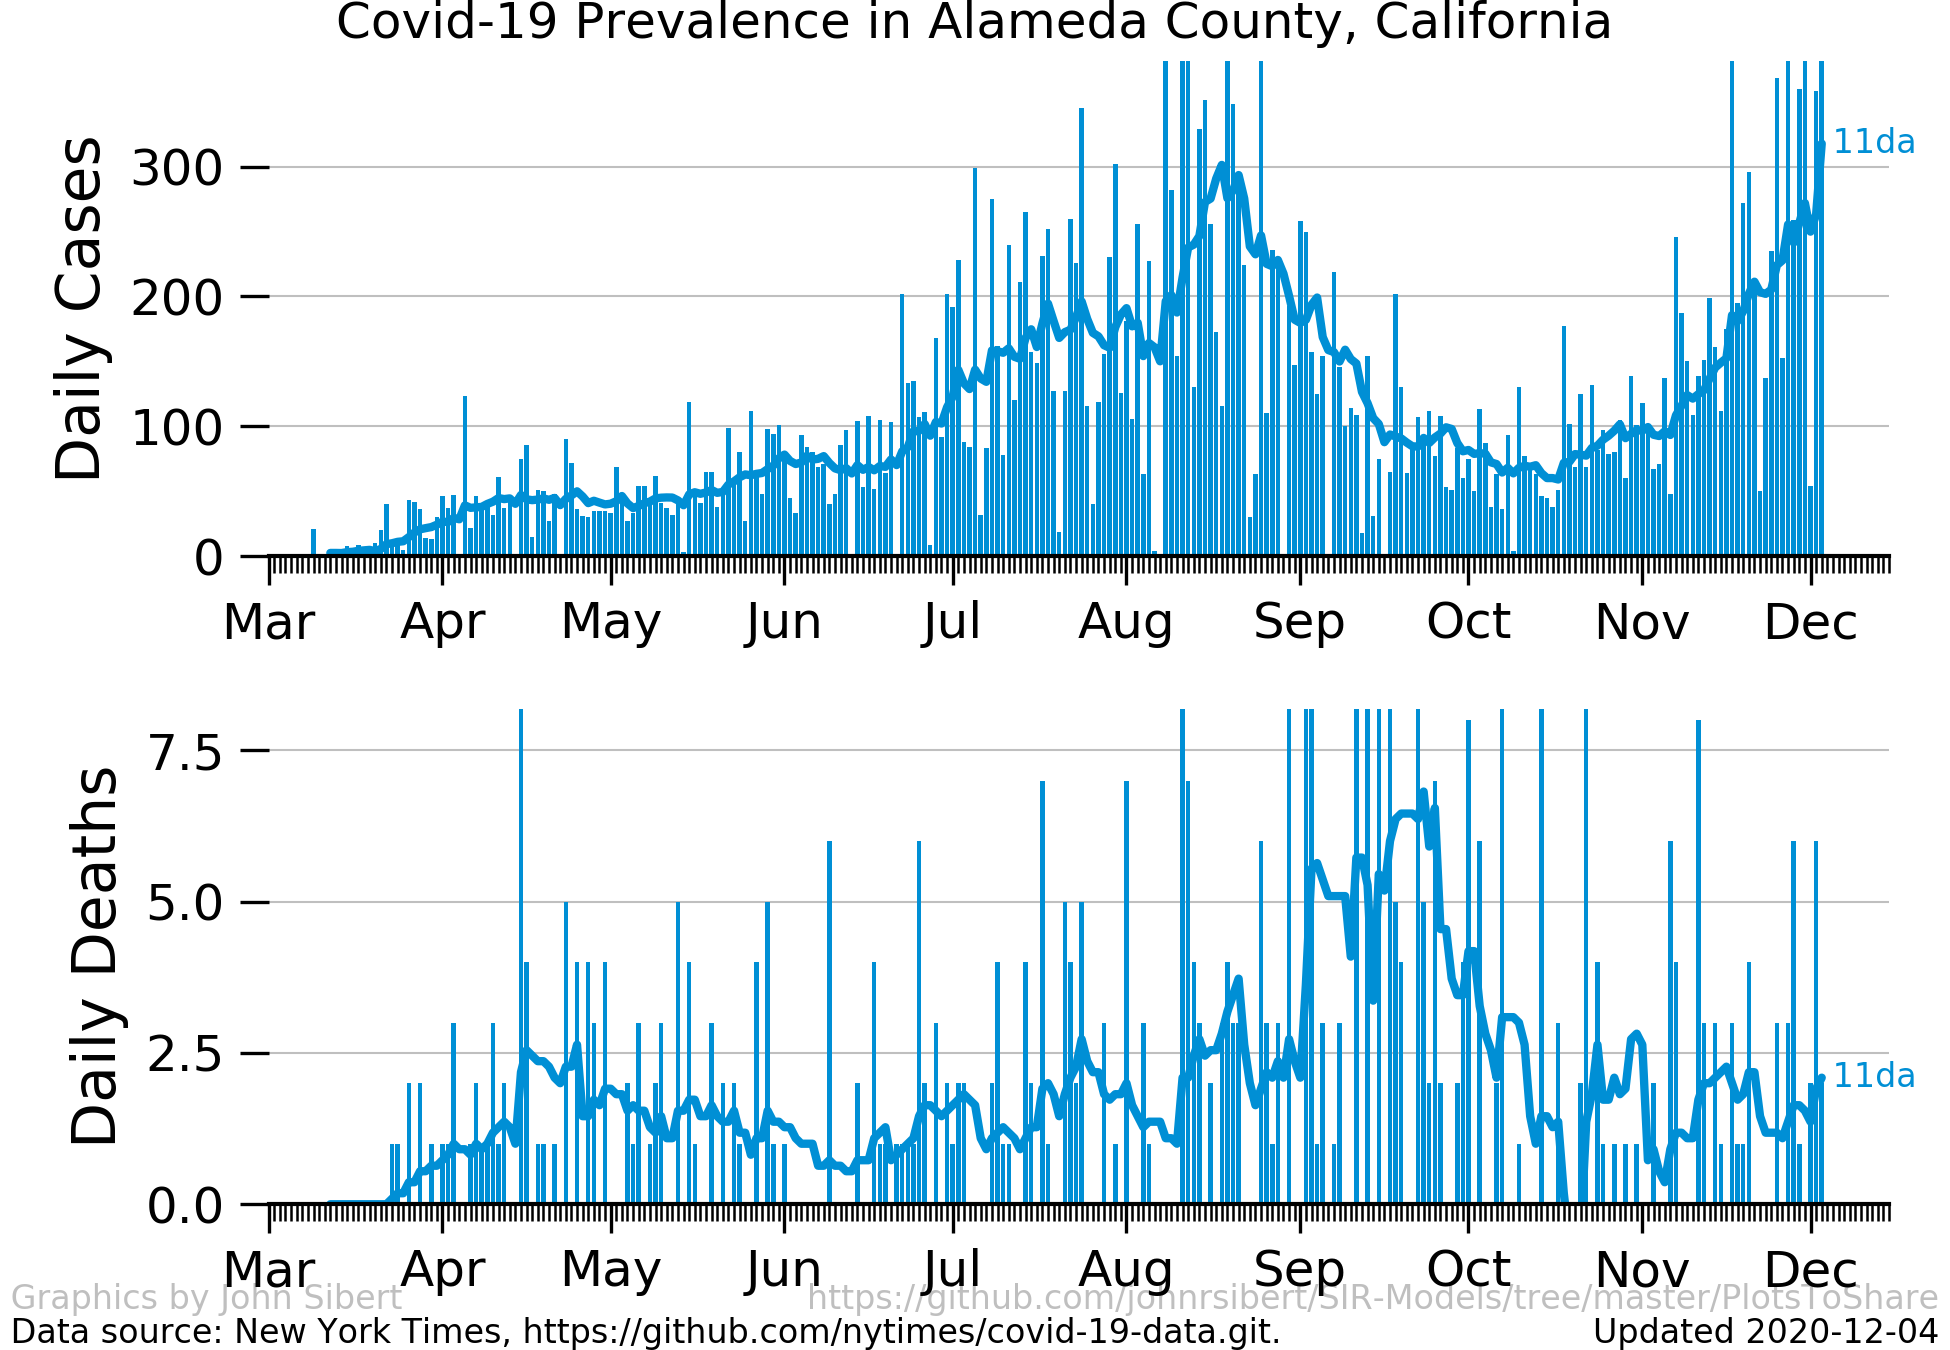 Covid-19 Prevalence in Alameda County, California
Daily Cases
300
200
100
0
11da
Mar Apr May Jun Jul Aug Sep Oct Nov Dec
Daily Deaths
7.5
5.0
2.5
0.0
11da
Mar Apr May Jun Jul Aug Sep Oct Nov Dec
Graphics by John Sibert https://github.com/johnrsibert/SIR-Models/tree/master/PlotsToShare
Data source: New York Times, https://github.com/nytimes/covid-19-data.git. Updated 2020-12-04